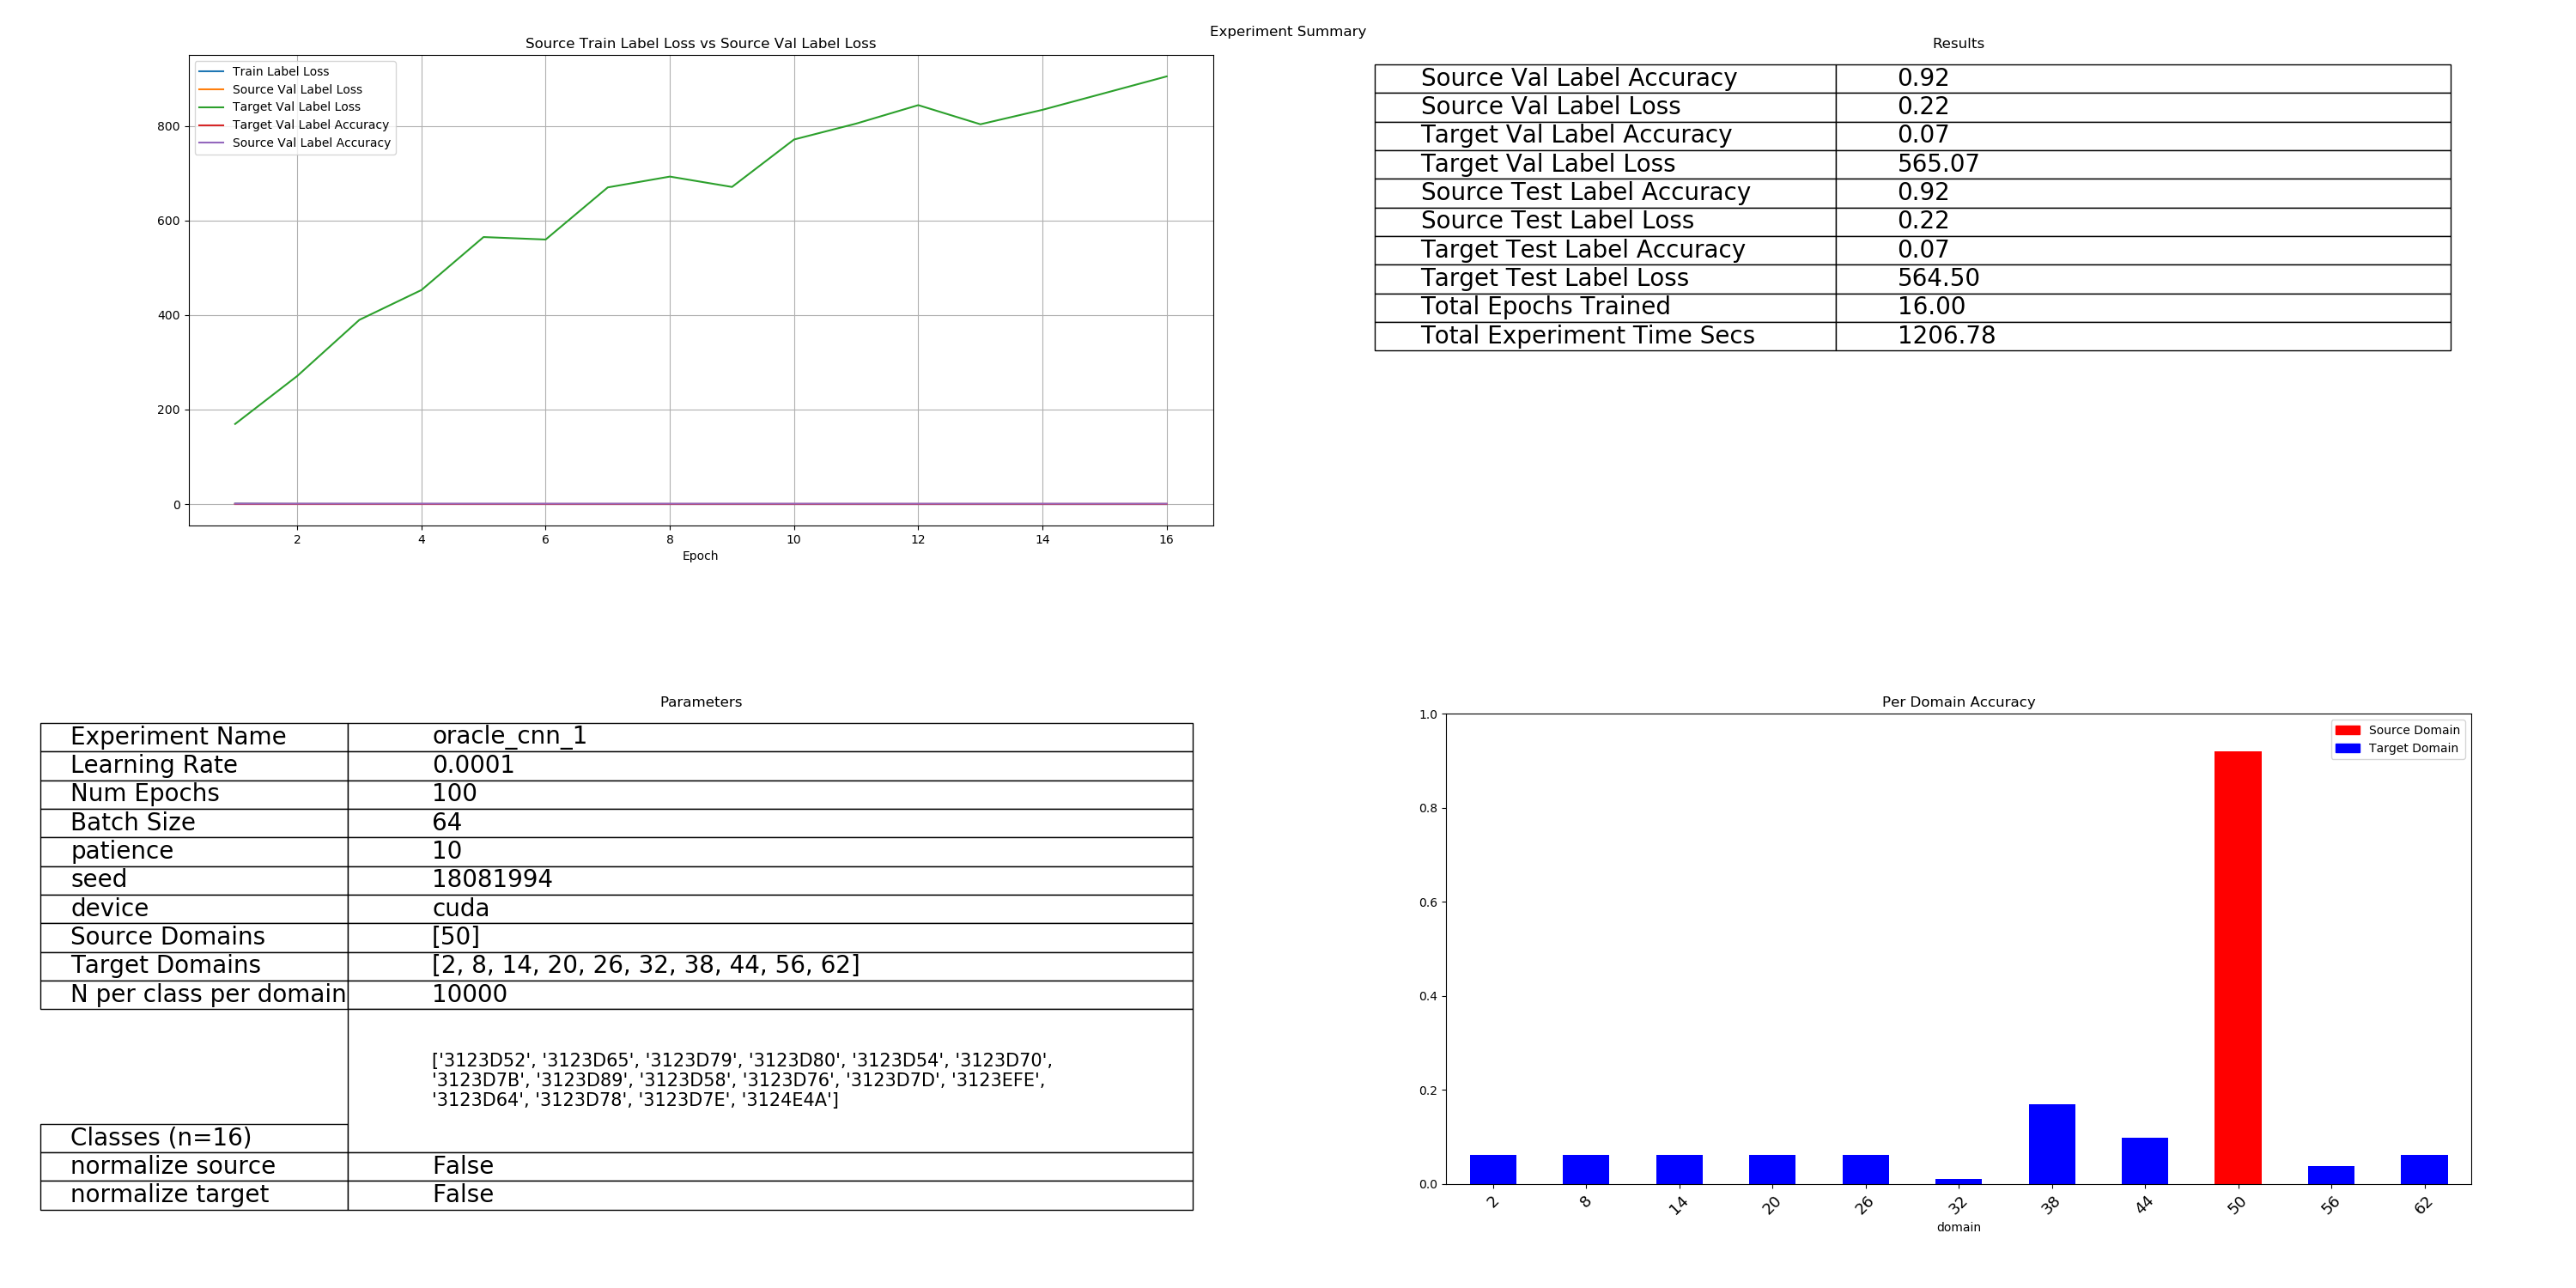 Experiment Summary
Source Train Label Loss vs Source Val Label Loss
Train Label Loss
Source Val Label Loss
Target Val Label Loss
Target Val Label Accuracy
Source Val Label Accuracy
800
600
400
200
0
2 4 6 8 10 12 14 16
Epoch
Results
Source Val Label Accuracy 0.92
Source Val Label Loss 0.22
Target Val Label Accuracy 0.07
Target Val Label Loss 565.07
Source Test Label Accuracy 0.92
Source Test Label Loss 0.22
Target Test Label Accuracy 0.07
Target Test Label Loss 564.50
Total Epochs Trained 16.00
Total Experiment Time Secs 1206.78
Parameters
Experiment Name oracle_cnn_1
Learning Rate 0.0001
Num Epochs 100
Batch Size 64
patience 10
seed 18081994
device cuda
Source Domains [50]
Target Domains [2, 8, 14, 20, 26, 32, 38, 44, 56, 62]
N per class per domain 10000
['3123D52', '3123D65', '3123D79', '3123D80', '3123D54', '3123D70',
'3123D7B', '3123D89', '3123D58', '3123D76', '3123D7D', '3123EFE',
'3123D64', '3123D78', '3123D7E', '3124E4A']
Classes (n=16)
normalize source False
normalize target False
Per Domain Accuracy
Source Domain
Target Domain
1.0
0.8
0.6
0.4
0.2
0.0
2 8 14 20 26 32 38 44 50 56 62
domain